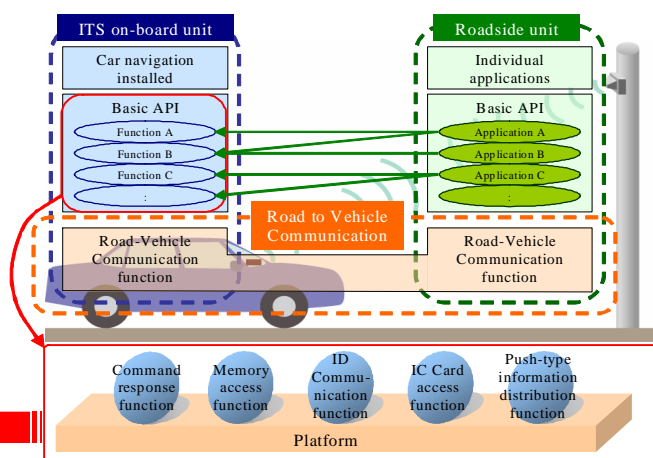 ITS on-board unit
Roadside unit
Car navigation
installed
Individual
applications
Basic API
Function A
Function B
Function C
:
Basic API
Application A
Application B
Application C
:
Road to Vehicle
Communication
Road-Vehicle
Communication
function
Road-Vehicle
Communication
function
Command
response
function
Memory
access
function
ID
Commu-
nication
function
IC Card
access
function
Push-type
information
distribution
function
Platform